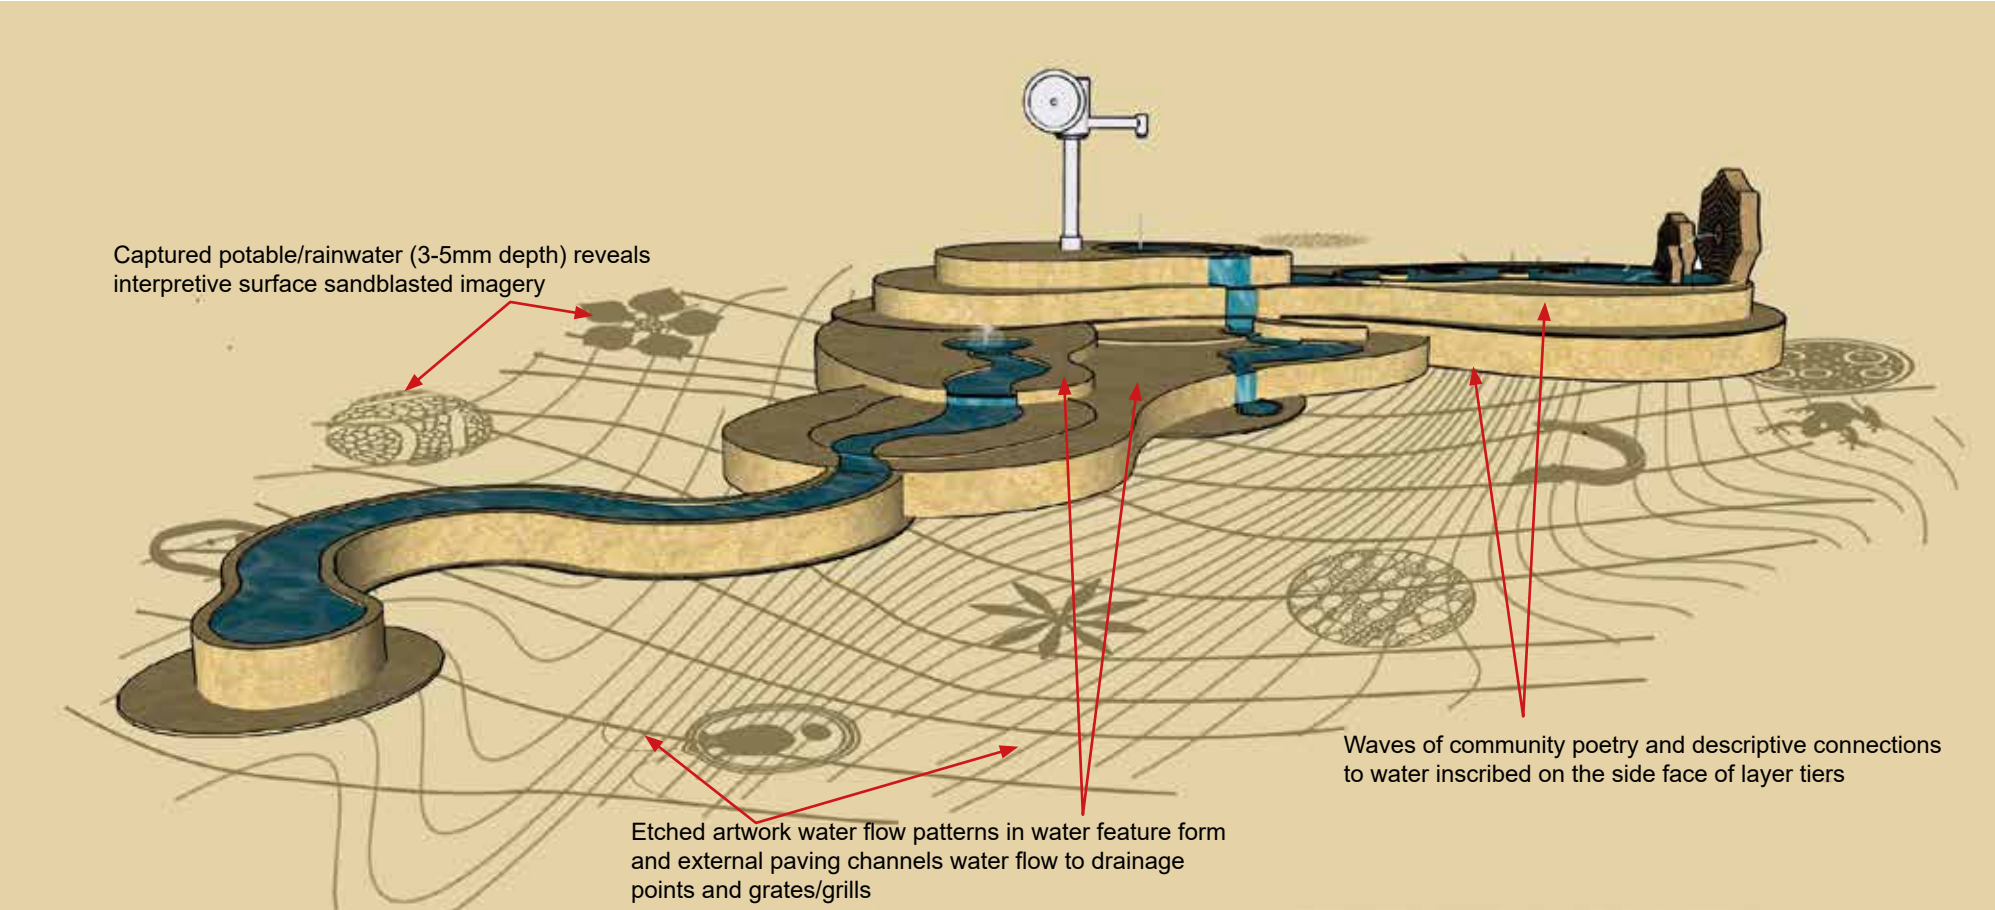 Captured potable/rainwater (3-5mm depth) reveals
interpretive surface sandblasted imagery
Waves of community poetry and descriptive connections
to water inscribed on the side face of layer tiers
Etched artwork water flow patterns in water feature form
and external paving channels water flow to drainage
points and grates/grills